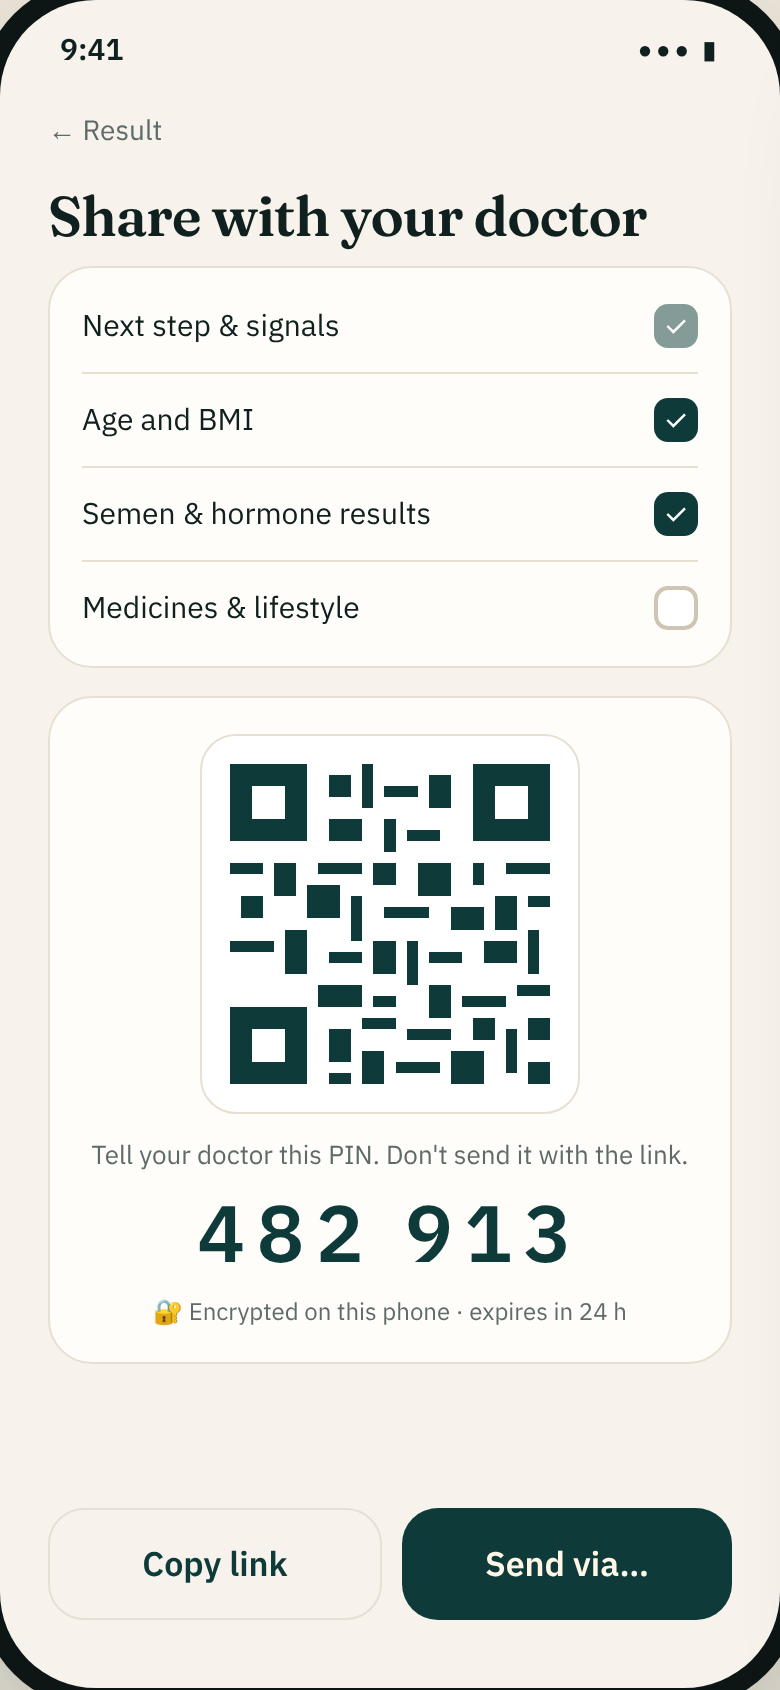 9:41
← Result
Share with your doctor
Next step & signals
Age and BMI
Semen & hormone results
Medicines & lifestyle
Tell your doctor this PIN. Don't send it with the link.
482 913
🔐 Encrypted on this phone · expires in 24 h
Copy link
Send via...